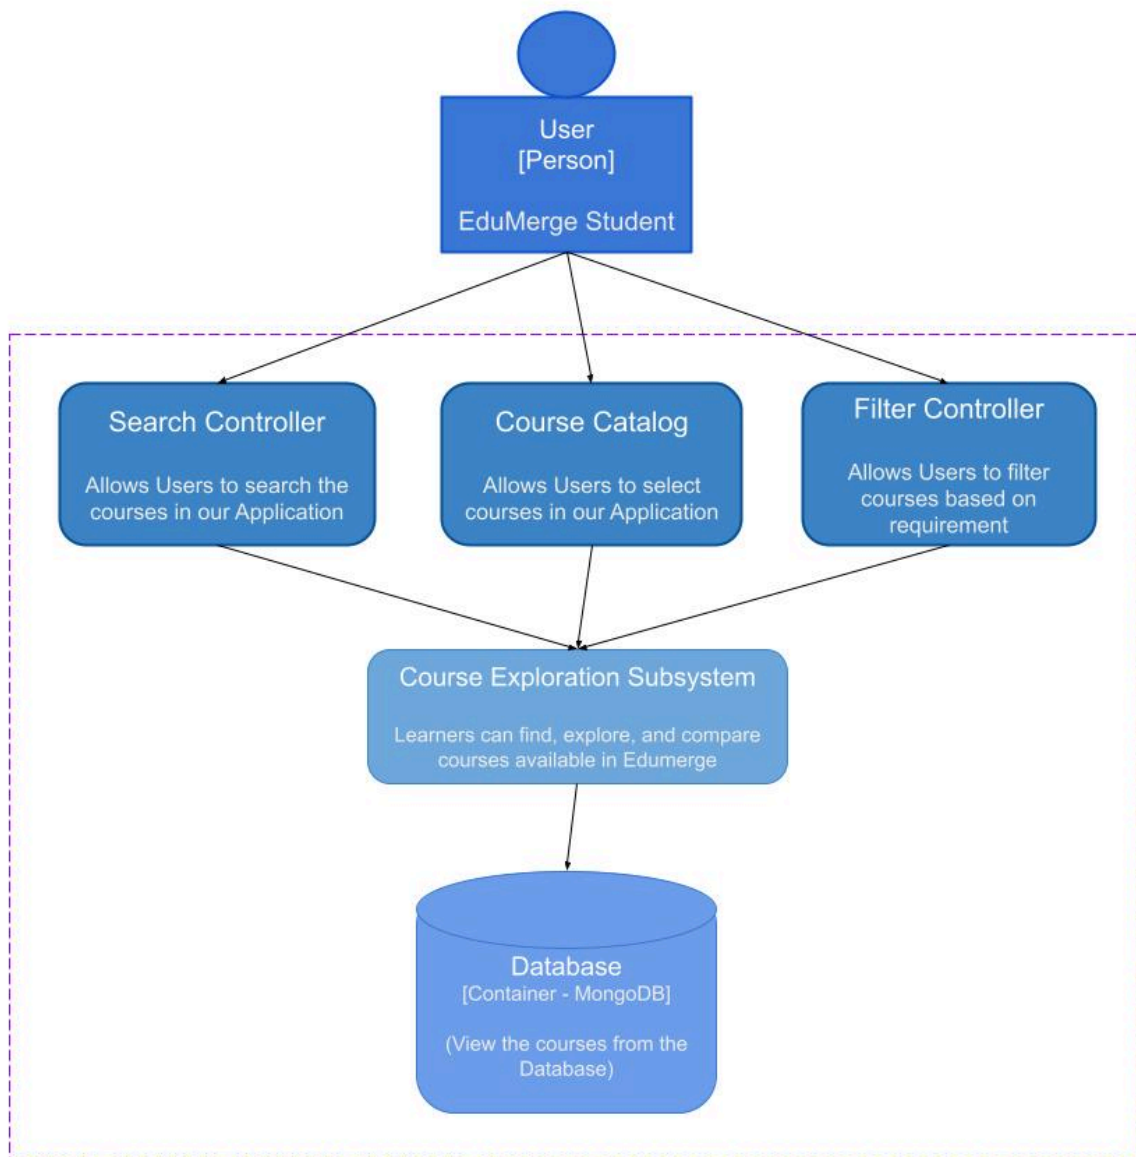 User
[Person]
EduMerge Student
Search Controller
Allows Users to search the
courses in our Application
Course Catalog
Allows Users to select
courses in our Application
Filter Controller
Allows Users to filter
courses based on
requirement
Course Exploration Subsystem
Learners can find, explore, and compare
courses available in Edumerge
Database
[Container - MongoDB]
(View the courses from the
Database)